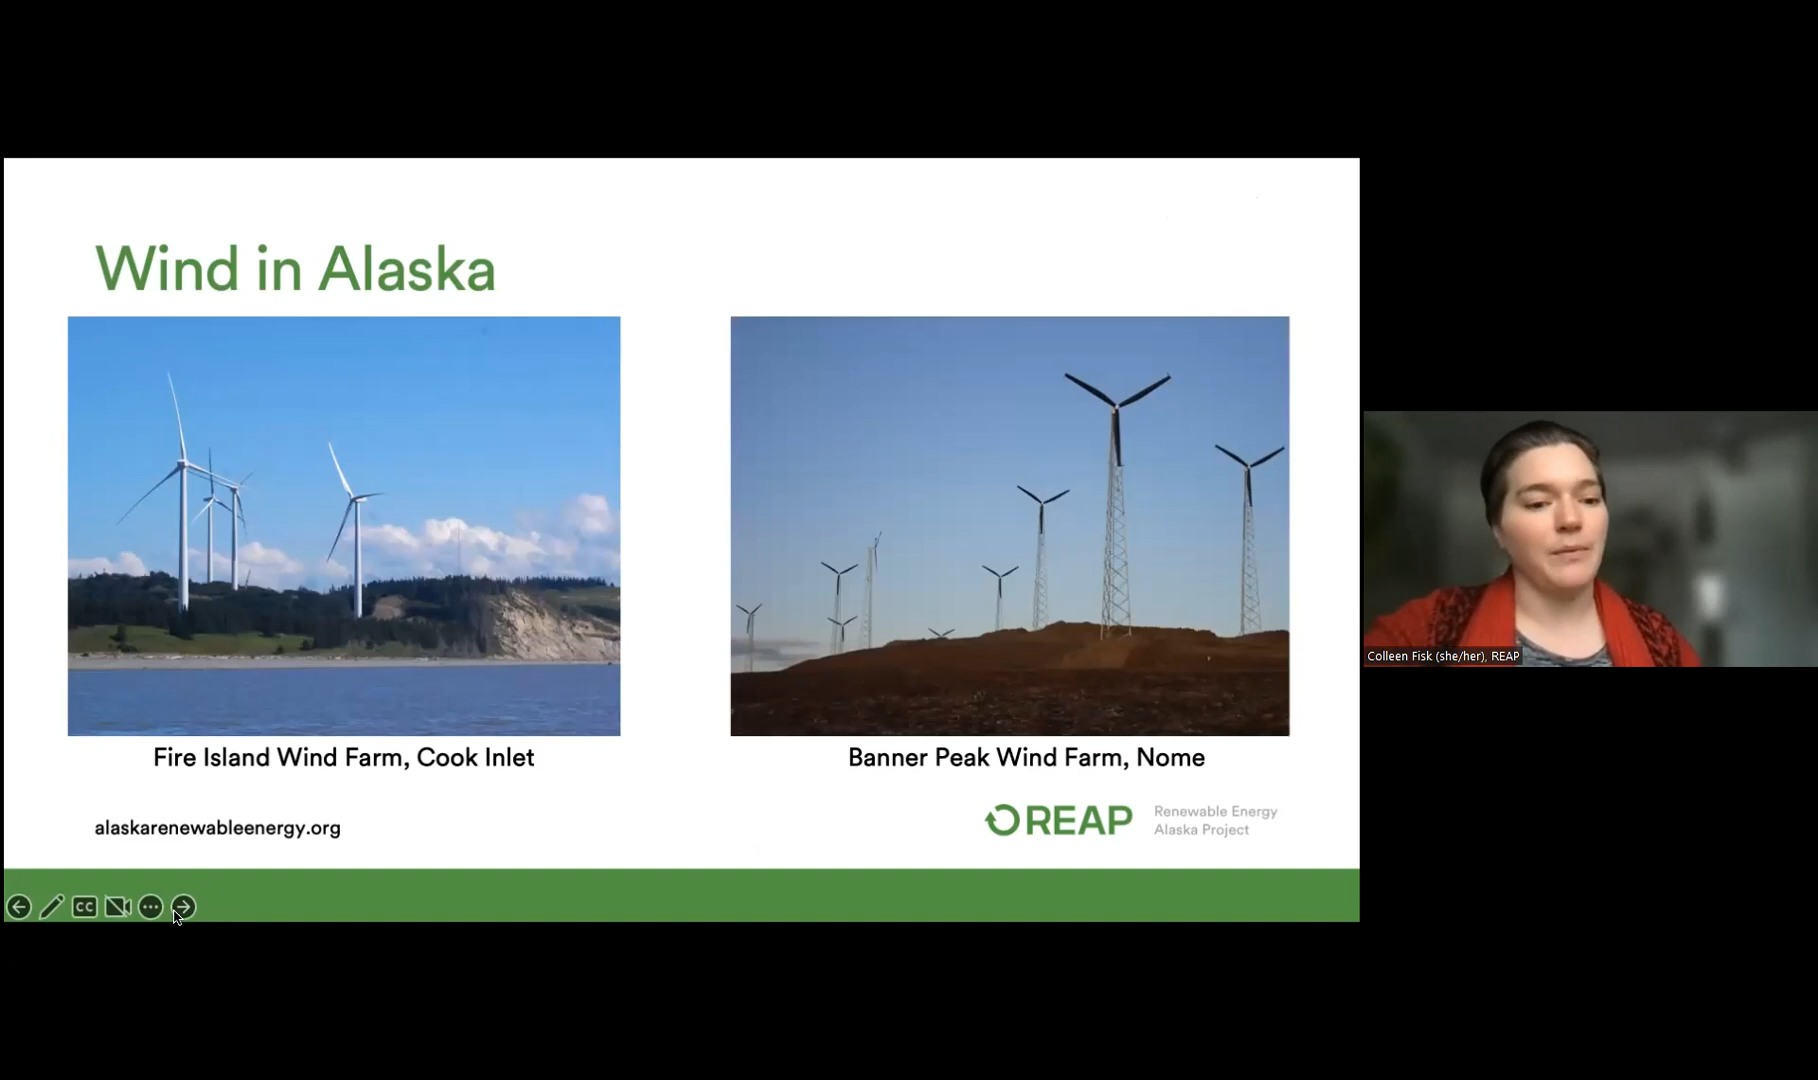 Wind in Alaska
Fire Island Wind Farm, Cook Inlet
Banner Peak Wind Farm, Nome
alaskarenewableenergy.org
REAP
Renewable Energy
Alaska Project
CC
Colleen Fisk (she/her), REAP